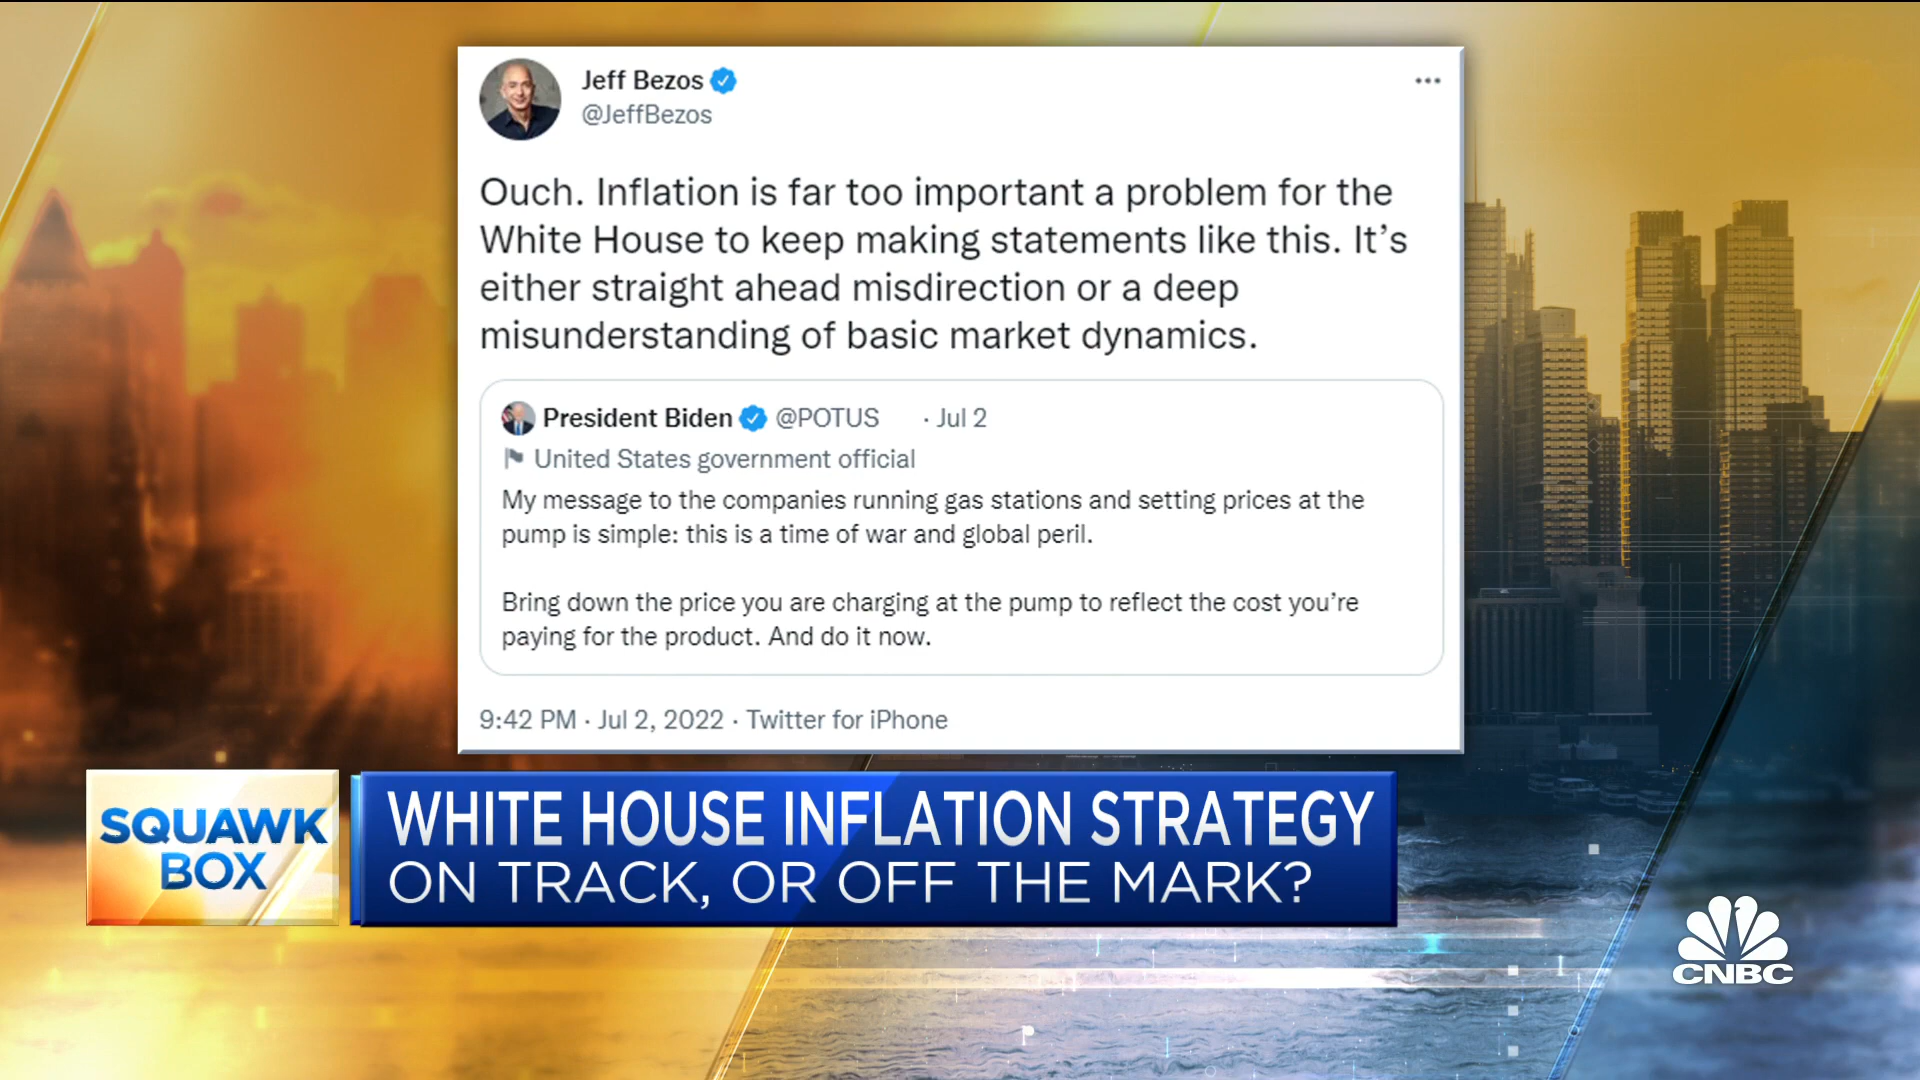 Jeff Bezos
@JeffBezos
Ouch. Inflation is far too important a problem for the
White House to keep making statements like this. It’s
either straight ahead misdirection or a deep
misunderstanding of basic market dynamics.
President Biden @POTUS · Jul 2
United States government official
My message to the companies running gas stations and setting prices at the
pump is simple: this is a time of war and global peril.
Bring down the price you are charging at the pump to reflect the cost you’re
paying for the product. And do it now.
9:42 PM · Jul 2, 2022 · Twitter for iPhone
SQUAWK
BOX
WHITE HOUSE INFLATION STRATEGY
ON TRACK, OR OFF THE MARK?
CNBC